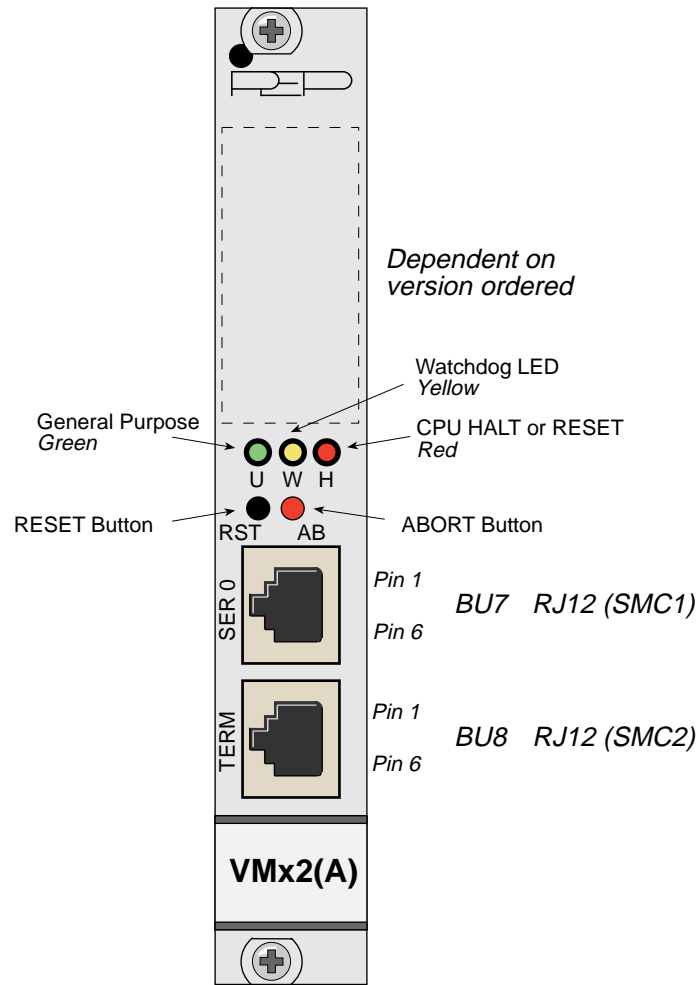 Dependent on
version ordered
Watchdog LED
Yellow
General Purpose
Green
CPU HALT or RESET
Red
U W H
RESET Button
ABORT Button
RST AB
SER 0
Pin 1
BU7 RJ12 (SMC1)
Pin 6
TERM
Pin 1
BU8 RJ12 (SMC2)
Pin 6
VMx2(A)